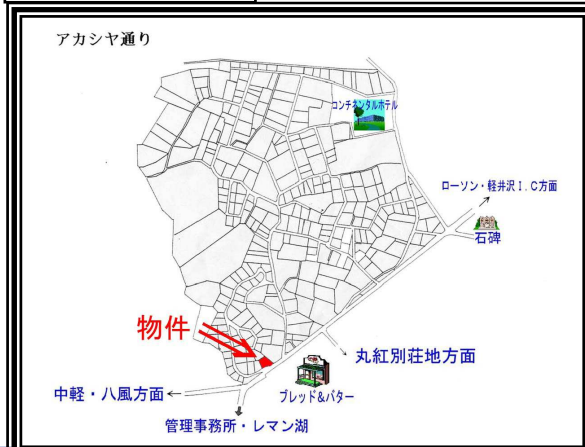 アカシヤ通り
コンチネンタルホテル
ローソン・軽井沢I.C方面
石碑
物件
丸紅別荘地方面
中軽・八風方面
ブレッド&バター
管理事務所・レマン湖